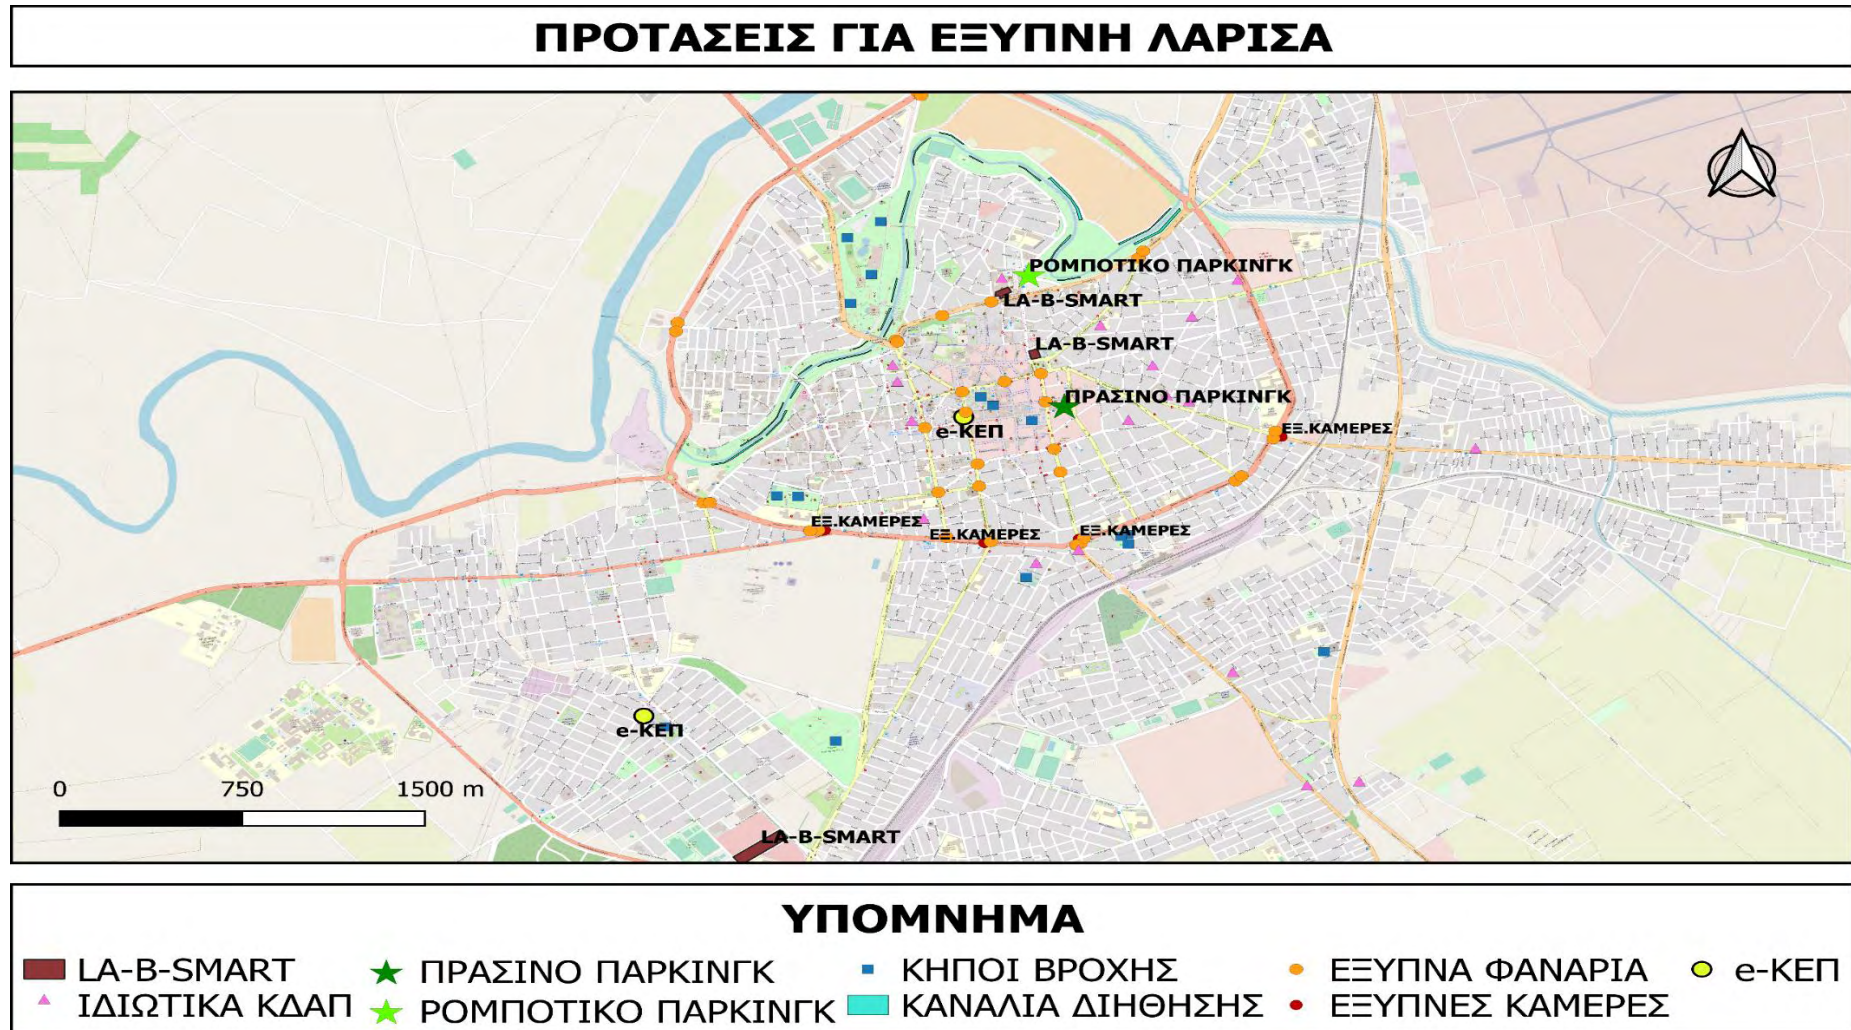 ΠΡΟΤΑΣΕΙΣ ΓΙΑ ΕΞΥΠΝΗ ΛΑΡΙΣΑ
ΡΟΜΠΟΤΙΚΟ ΠΑΡΚΙΝΓΚ
LA-B-SMART
LA-B-SMART
ΠΡΑΣΙΝΟ ΠΑΡΚΙΝΓΚ
e-ΚΕΠ
ΕΞ.ΚΑΜΕΡΕΣ
ΕΞ.ΚΑΜΕΡΕΣ
ΕΞ.ΚΑΜΕΡΕΣ
ΕΞ.ΚΑΜΕΡΕΣ
e-ΚΕΠ
0 750 1500 m
LA-B-SMART
ΥΠΟΜΝΗΜΑ
LA-B-SMART ΠΡΑΣΙΝΟ ΠΑΡΚΙΝΓΚ ΚΗΠΟΙ ΒΡΟΧΗΣ ΕΞΥΠΝΑ ΦΑΝΑΡΙΑ e-ΚΕΠ
ΙΔΙΩΤΙΚΑ ΚΔΑΠ ΡΟΜΠΟΤΙΚΟ ΠΑΡΚΙΝΓΚ ΚΑΝΑΛΙΑ ΔΙΗΘΗΣΗΣ ΕΞΥΠΝΕΣ ΚΑΜΕΡΕΣ